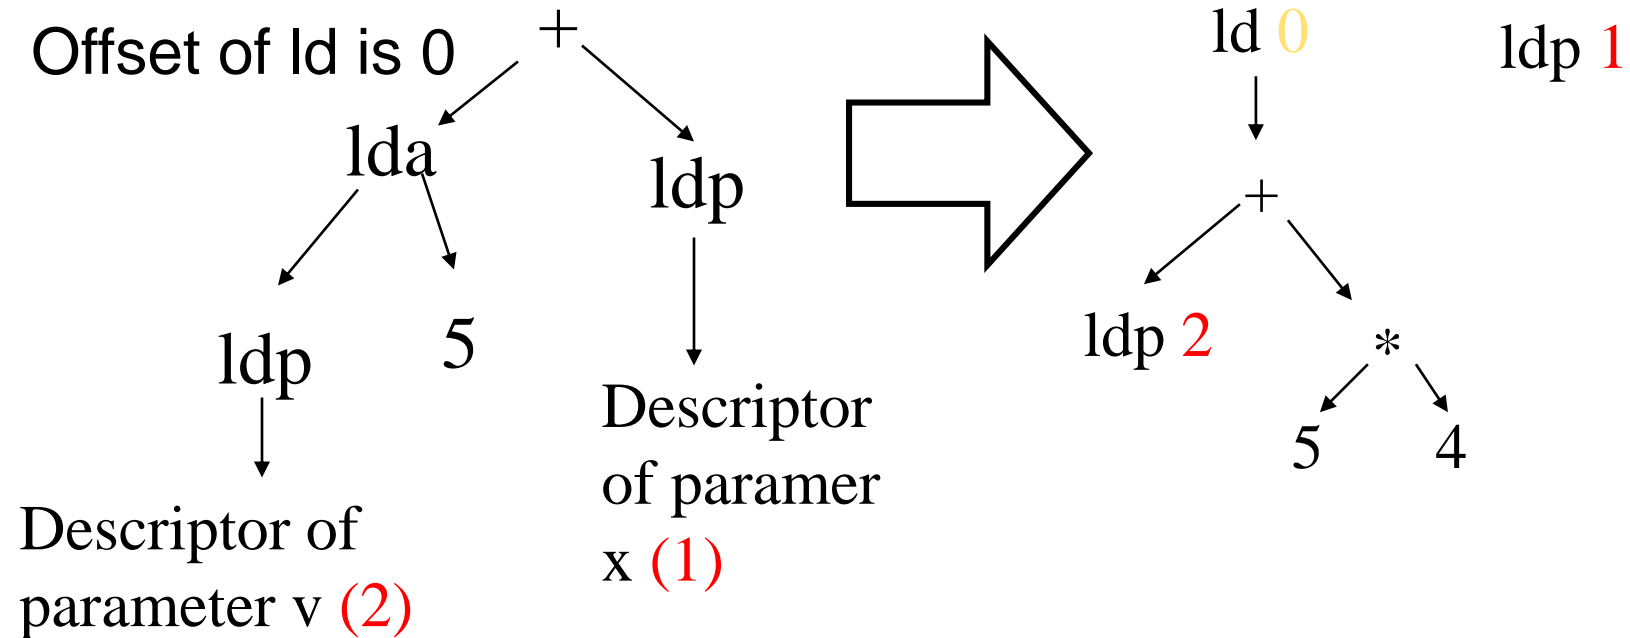 Offset of ld is 0
+
lda
ldp
ldp
5
Descriptor of
parameter v (2)
Descriptor
of paramer
x (1)
ld 0
ldp 1
+
ldp 2
*
5
4